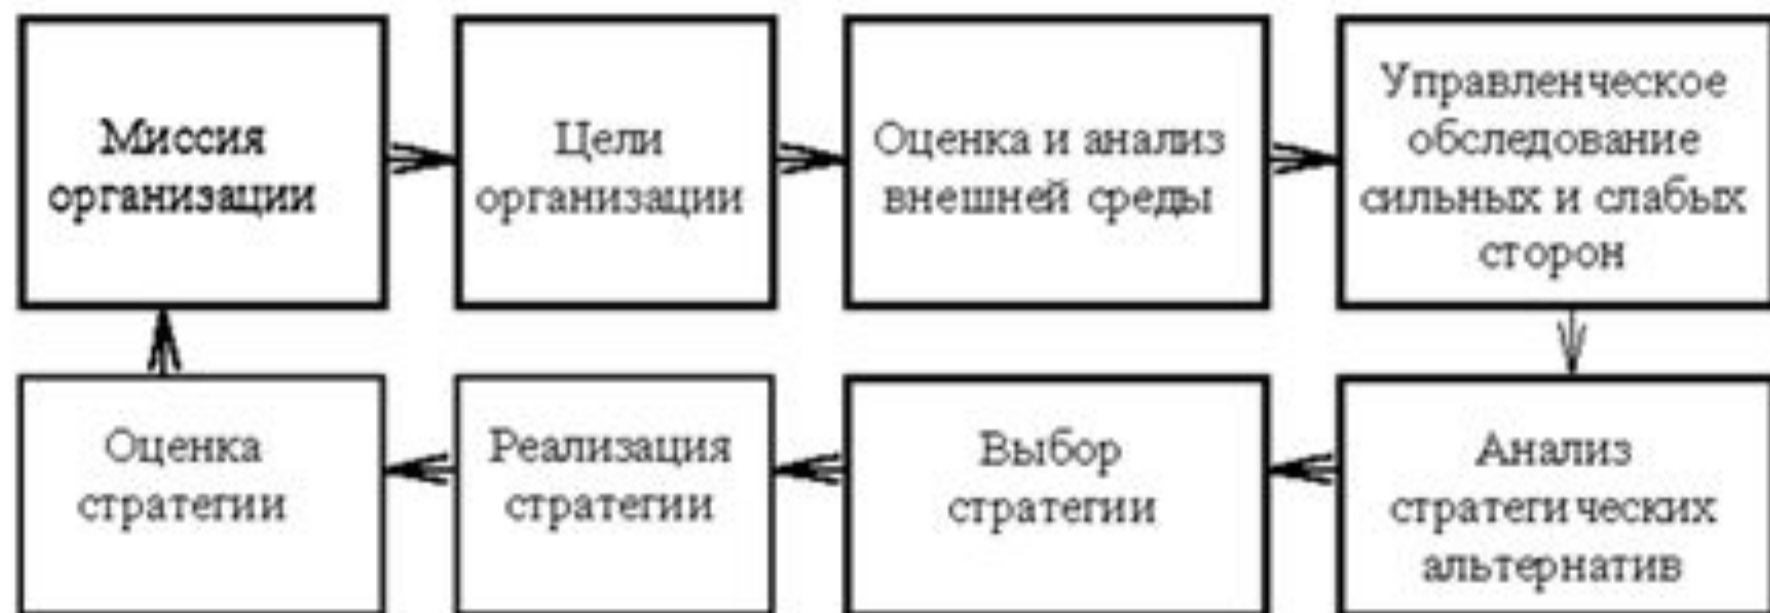 Миссия
организации
Цели
организации
Оценка и анализ
внешней среды
Управленческое
обследование
сильных и слабых
сторон
Оценка
стратегии
Реализация
стратегии
Выбор
стратегии
Анализ
стратегических
альтернатив